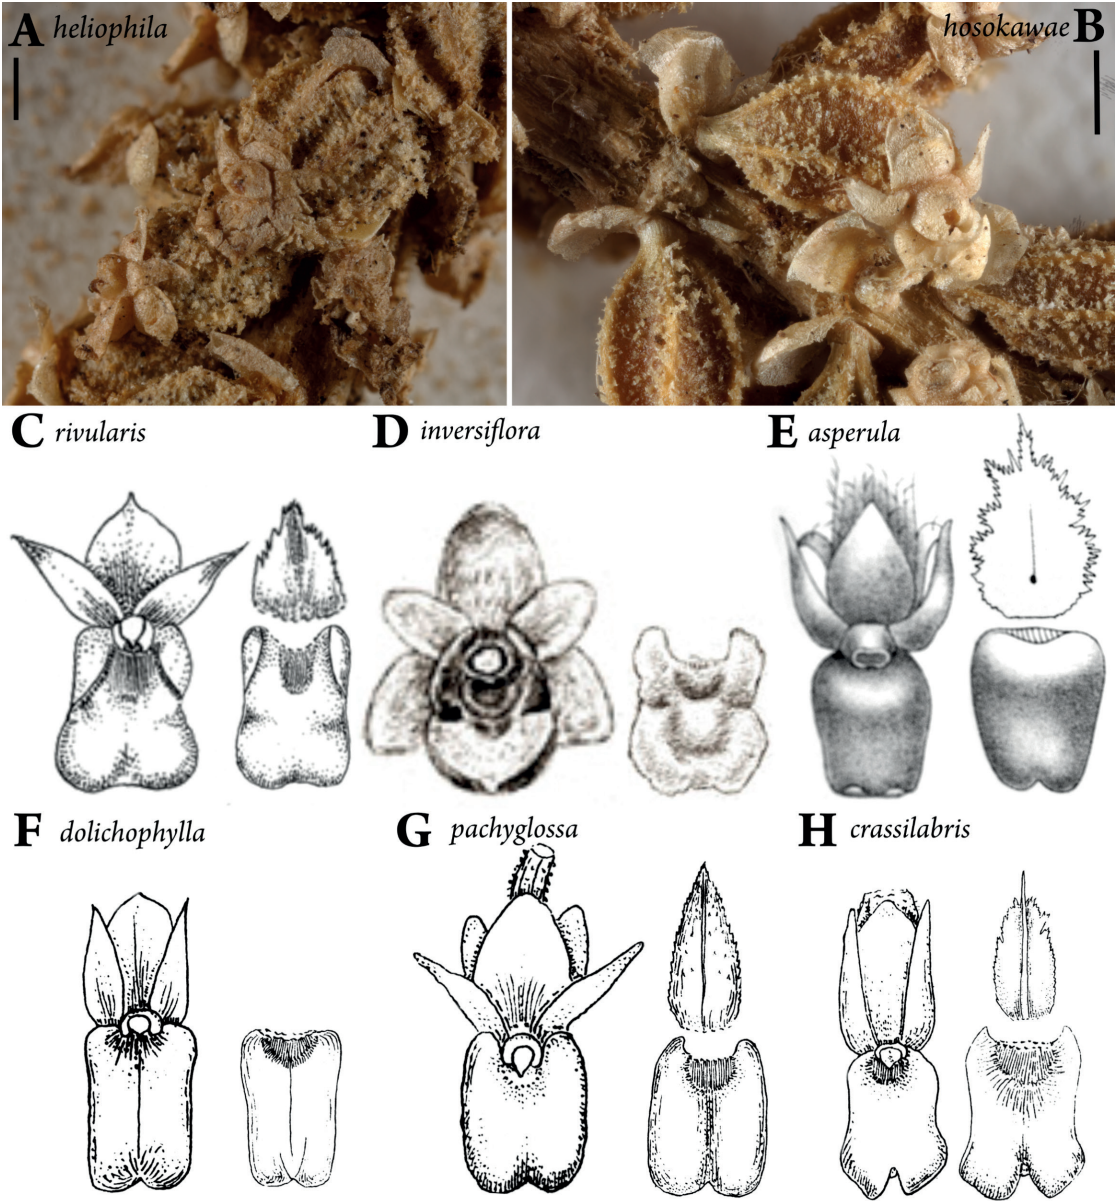 A heliophila
hosokawae B
C rivularis
D inversiflora
E asperula
F dolichophylla
G pachyglossa
H crassilabris